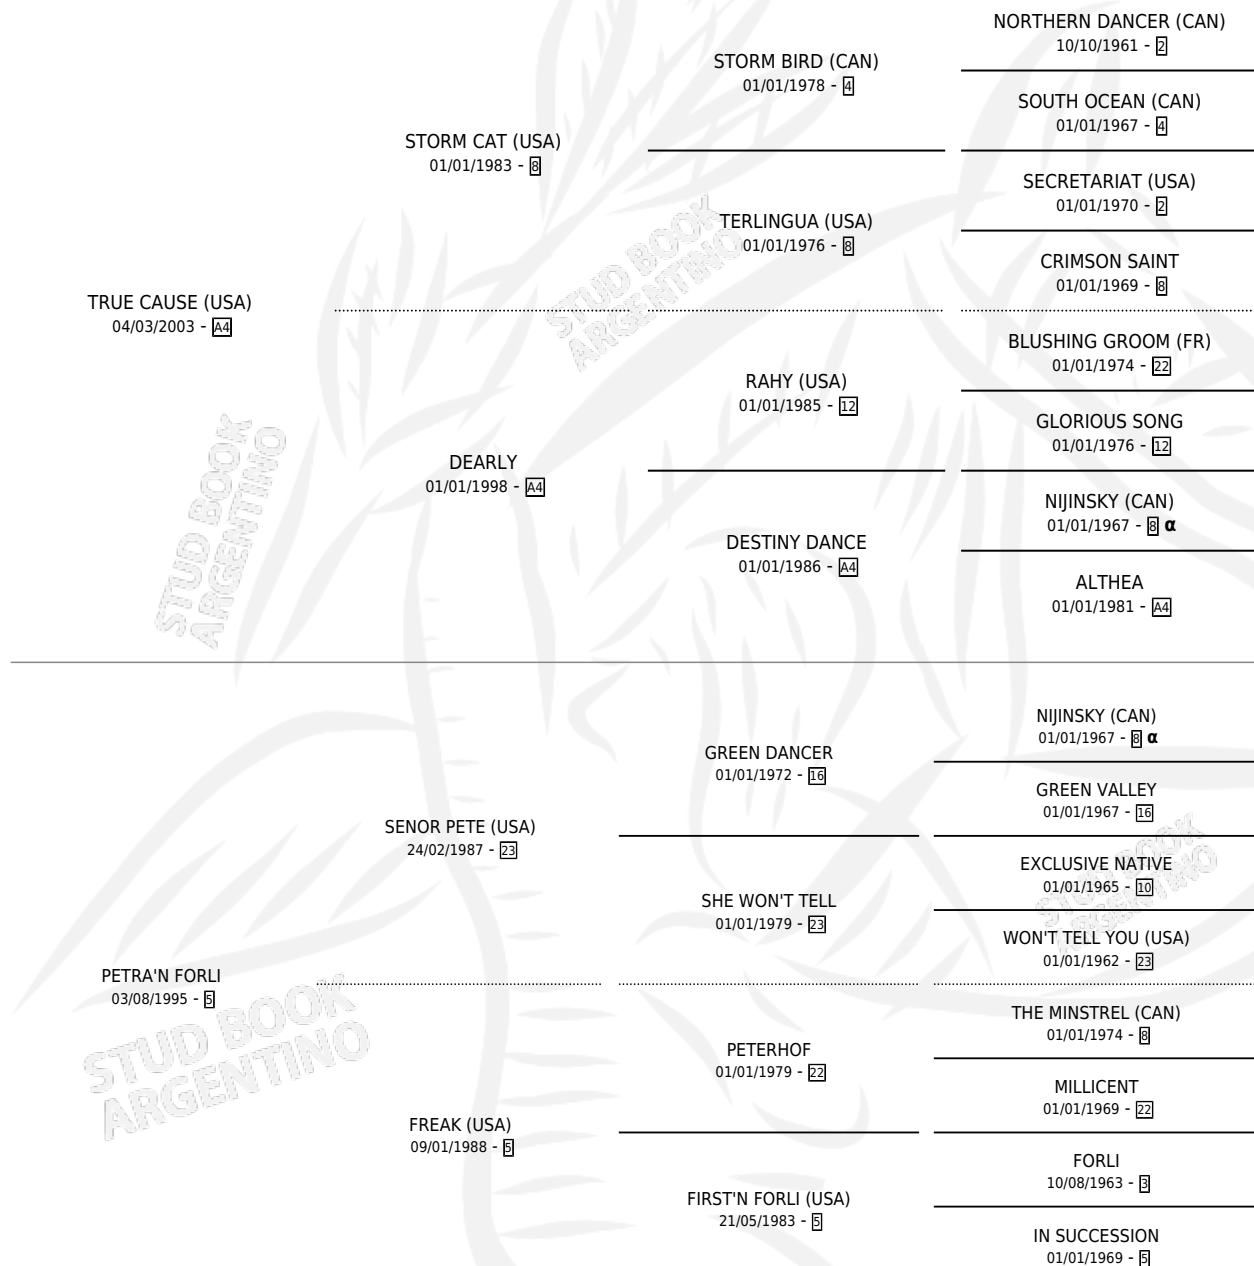 NORTHERN DANCER (CAN)
10/10/1961 - 2
STORM BIRD (CAN)
01/01/1978 - 4
SOUTH OCEAN (CAN)
01/01/1967 - 4
STORM CAT (USA)
01/01/1983 - 8
SECRETARIAT (USA)
01/01/1970 - 2
TERLINGUA (USA)
01/01/1976 - 8
CRIMSON SAINT
01/01/1969 - 8
STUD BOOK
ARGENTINO
TRUE CAUSE (USA)
04/03/2003 - A4
BLUSHING GROOM (FR)
01/01/1974 - 22
RAHY (USA)
01/01/1985 - 12
GLORIOUS SONG
01/01/1976 - 12
DEARLY
01/01/1998 - A4
NIJINSKY (CAN)
01/01/1967 - 8 α
DESTINY DANCE
01/01/1986 - A4
ALTHEA
01/01/1981 - A4
STUD BOOK
ARGENTINO
NIJINSKY (CAN)
01/01/1967 - 8 α
GREEN DANCER
01/01/1972 - 16
GREEN VALLEY
01/01/1967 - 16
SENOR PETE (USA)
24/02/1987 - 23
EXCLUSIVE NATIVE
01/01/1965 - 10
SHE WON'T TELL
01/01/1979 - 23
WON'T TELL YOU (USA)
01/01/1962 - 23
STUD BOOK
ARGENTINO
PETRA'N FORLI
03/08/1995 - 5
THE MINSTREL (CAN)
01/01/1974 - 8
PETERHOF
01/01/1979 - 22
MILLICENT
01/01/1969 - 22
FREAK (USA)
09/01/1988 - 5
FORLI
10/08/1963 - 3
FIRST'N FORLI (USA)
21/05/1983 - 5
IN SUCCESSION
01/01/1969 - 5
STUD BOOK
ARGENTINO